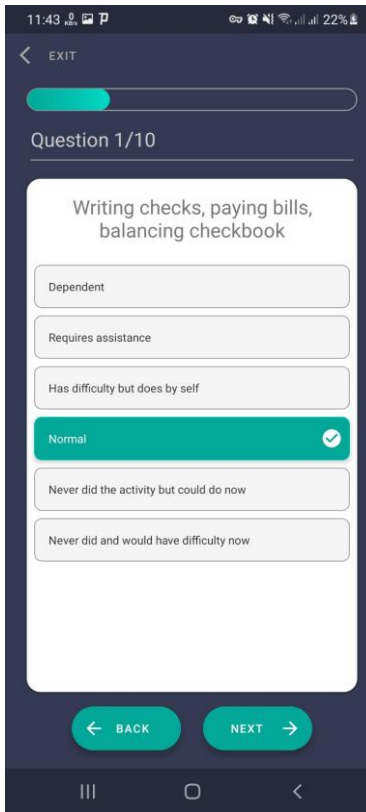 11:43 KB/s 22%
EXIT
Question 1/10
Writing checks, paying bills,
balancing checkbook
Dependent
Requires assistance
Has difficulty but does by self
Normal
Never did the activity but could do now
Never did and would have difficulty now
BACK NEXT